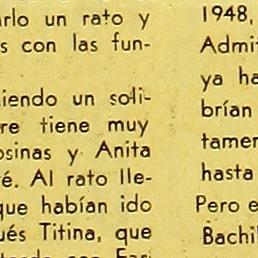 arlo un rato y
s con las fun-
iendo un soli-
re tiene muy
osinas y Anita
é. Al rato lle-
que habían ido
ués Titina, que
1948,
Admi
ya ha
brían
tamen
hasta
Pero e
Bachil